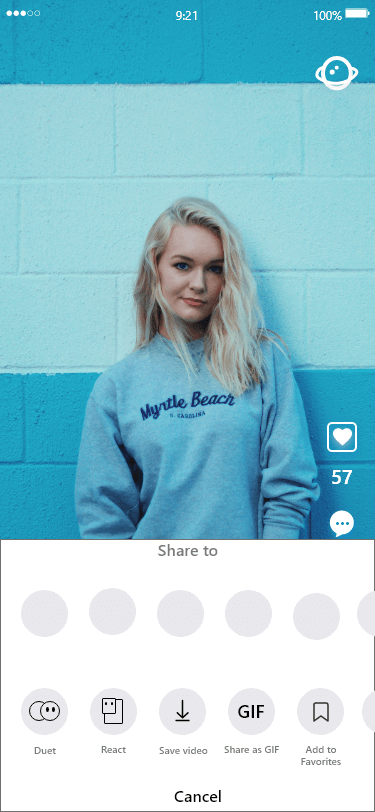 9:21
100%
Myrtle Beach
S. CAROLINA
57
Share to
Duet
React
Save video
GIF
Share as GIF
Add to
Favorites
Cancel